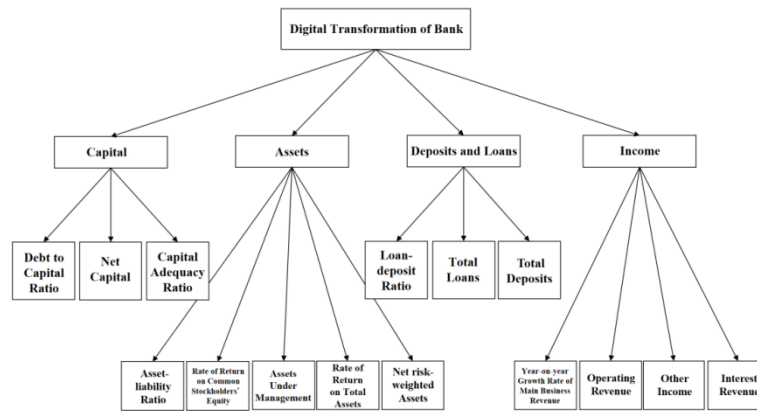 Digital Transformation of Bank
Capital
Assets
Deposits and Loans
Income
Debt to
Capital
Ratio
Net
Capital
Capital
Adequacy
Ratio
Loan-
deposit
Ratio
Total
Loans
Total
Deposits
Asset-
liability
Ratio
Rate of Return
on Common
Stockholders'
Equity
Assets
Under
Management
Rate of
Return
on Total
Assets
Net risk-
weighted
Assets
Year-on-year
Growth Rate of
Main Business
Revenue
Operating
Revenue
Other
Income
Interest
Revenue